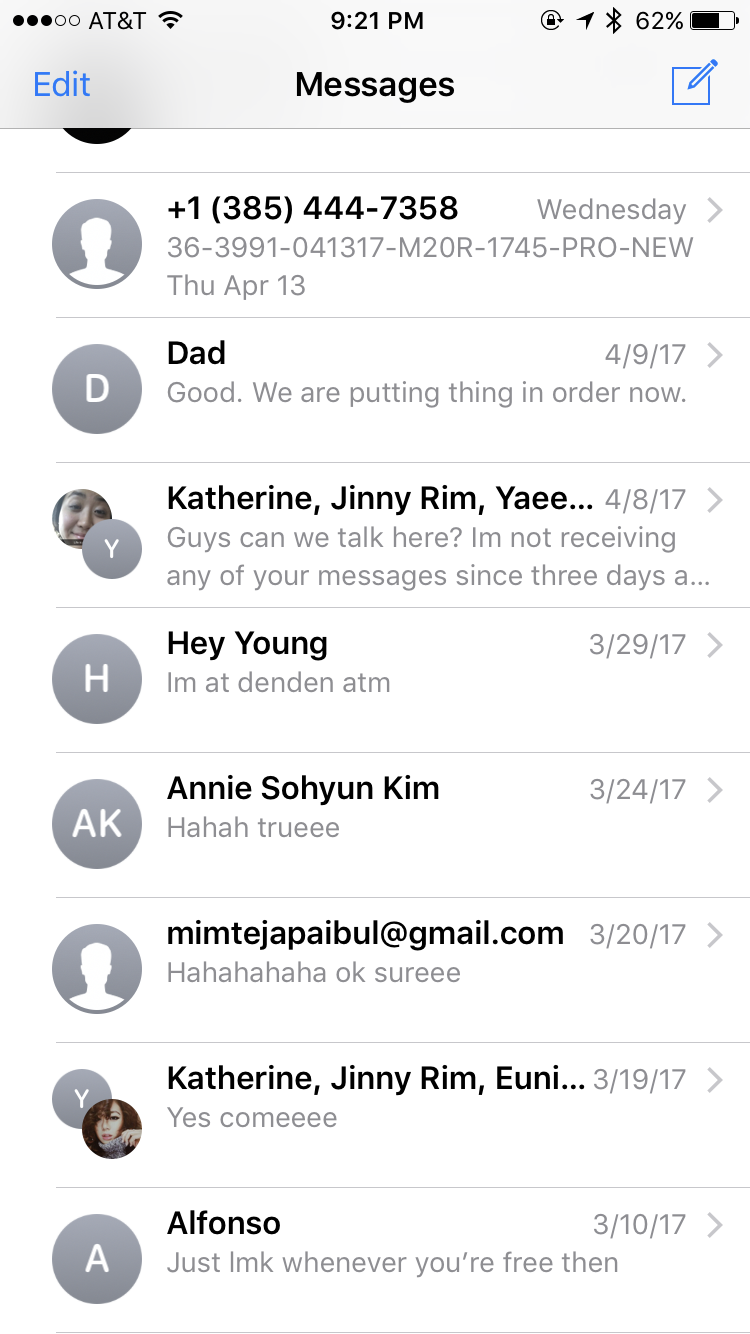 AT&T 9:21 PM 62%
Edit Messages
+1 (385) 444-7358 Wednesday
36-3991-041317-M20R-1745-PRO-NEW
Thu Apr 13
D Dad 4/9/17
Good. We are putting thing in order now.
Katherine, Jinny Rim, Yaee... 4/8/17
Y Guys can we talk here? Im not receiving
any of your messages since three days a...
H Hey Young 3/29/17
Im at denden atm
AK Annie Sohyun Kim 3/24/17
Hahah trueee
mimtejapaibul@gmail.com 3/20/17
Hahahahaha ok sureee
Y Katherine, Jinny Rim, Euni... 3/19/17
Yes comeeee
A Alfonso 3/10/17
Just lmk whenever you’re free then